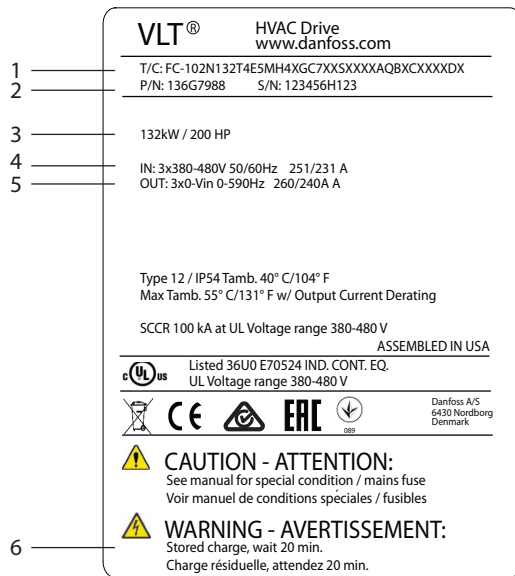 VLT® HVAC Drive
www.danfoss.com
1 T/C: FC-102N132T4E5MH4XGC7XXSXXXXAQBXCXXXXDX
2 P/N: 136G7988 S/N: 123456H123
3 132kW / 200 HP
4 IN: 3x380-480V 50/60Hz 251/231 A
5 OUT: 3x0-Vin 0-590Hz 260/240A A
Type 12 / IP54 Tamb. 40° C/104° F
Max Tamb. 55° C/131° F w/ Output Current Derating
SCCR 100 kA at UL Voltage range 380-480 V
ASSEMBLED IN USA
c UL us Listed 36U0 E70524 IND. CONT. EQ.
UL Voltage range 380-480 V
CE EAC 089
Danfoss A/S
6430 Nordborg
Denmark
CAUTION - ATTENTION:
See manual for special condition / mains fuse
Voir manuel de conditions spéciales / fusibles
WARNING - AVERTISSEMENT:
6 Stored charge, wait 20 min.
Charge résiduelle, attendez 20 min.